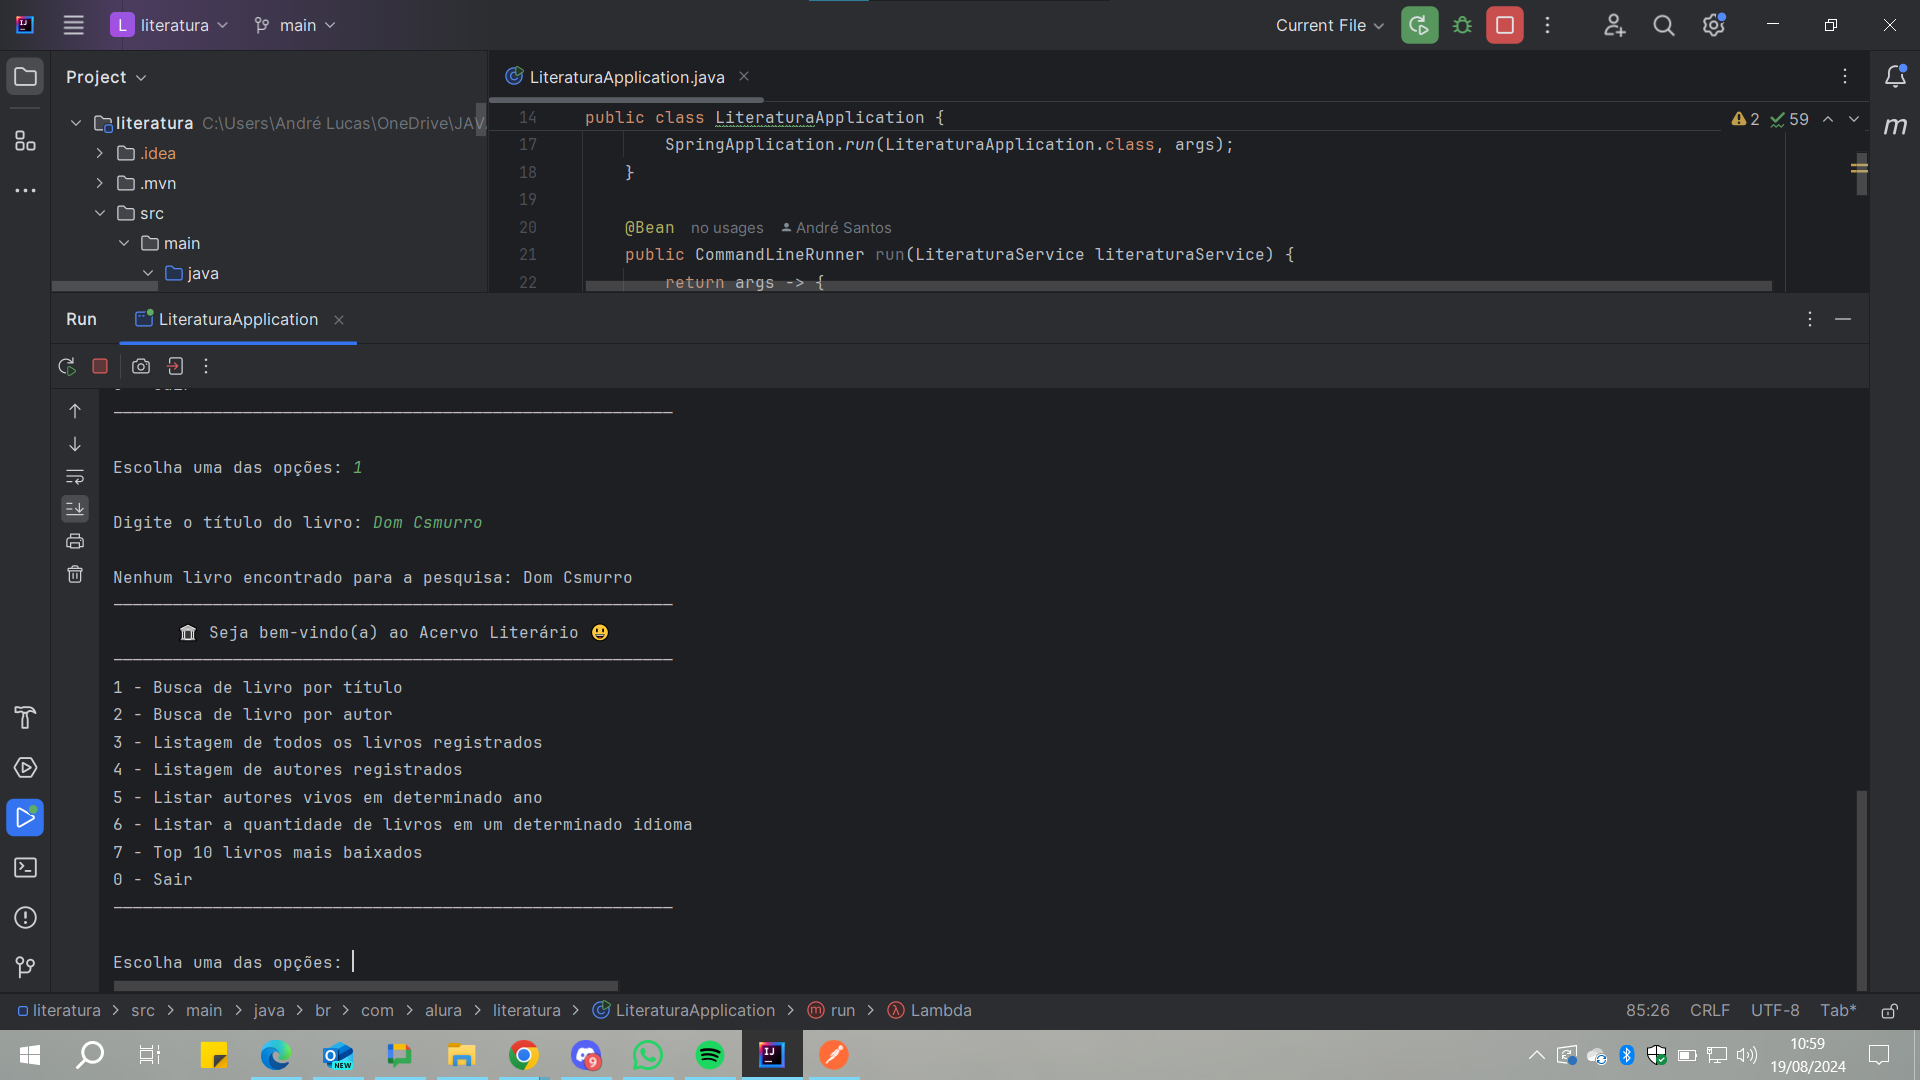 L literatura main Current File
Project
LiteraturaApplication.java
literatura C:\Users\André Lucas\OneDrive\JAV
.idea
.mvn
src
main
java
14 public class LiteraturaApplication {
2 59
17 SpringApplication.run(LiteraturaApplication.class, args);
18 }
19
20 @Bean no usages André Santos
21 public CommandLineRunner run(LiteraturaService literaturaService) {
22 return args -> {
m
Run LiteraturaApplication
Escolha uma das opções: 1
Digite o título do livro: Dom Csmurro
Nenhum livro encontrado para a pesquisa: Dom Csmurro
🏛 Seja bem-vindo(a) ao Acervo Literário 😃
1 - Busca de livro por título
2 - Busca de livro por autor
3 - Listagem de todos os livros registrados
4 - Listagem de autores registrados
5 - Listar autores vivos em determinado ano
6 - Listar a quantidade de livros em um determinado idioma
7 - Top 10 livros mais baixados
0 - Sair
Escolha uma das opções:
literatura > src > main > java > br > com > alura > literatura > LiteraturaApplication > run > Lambda
85:26 CRLF UTF-8 Tab*
NEW
9
10:59
19/08/2024